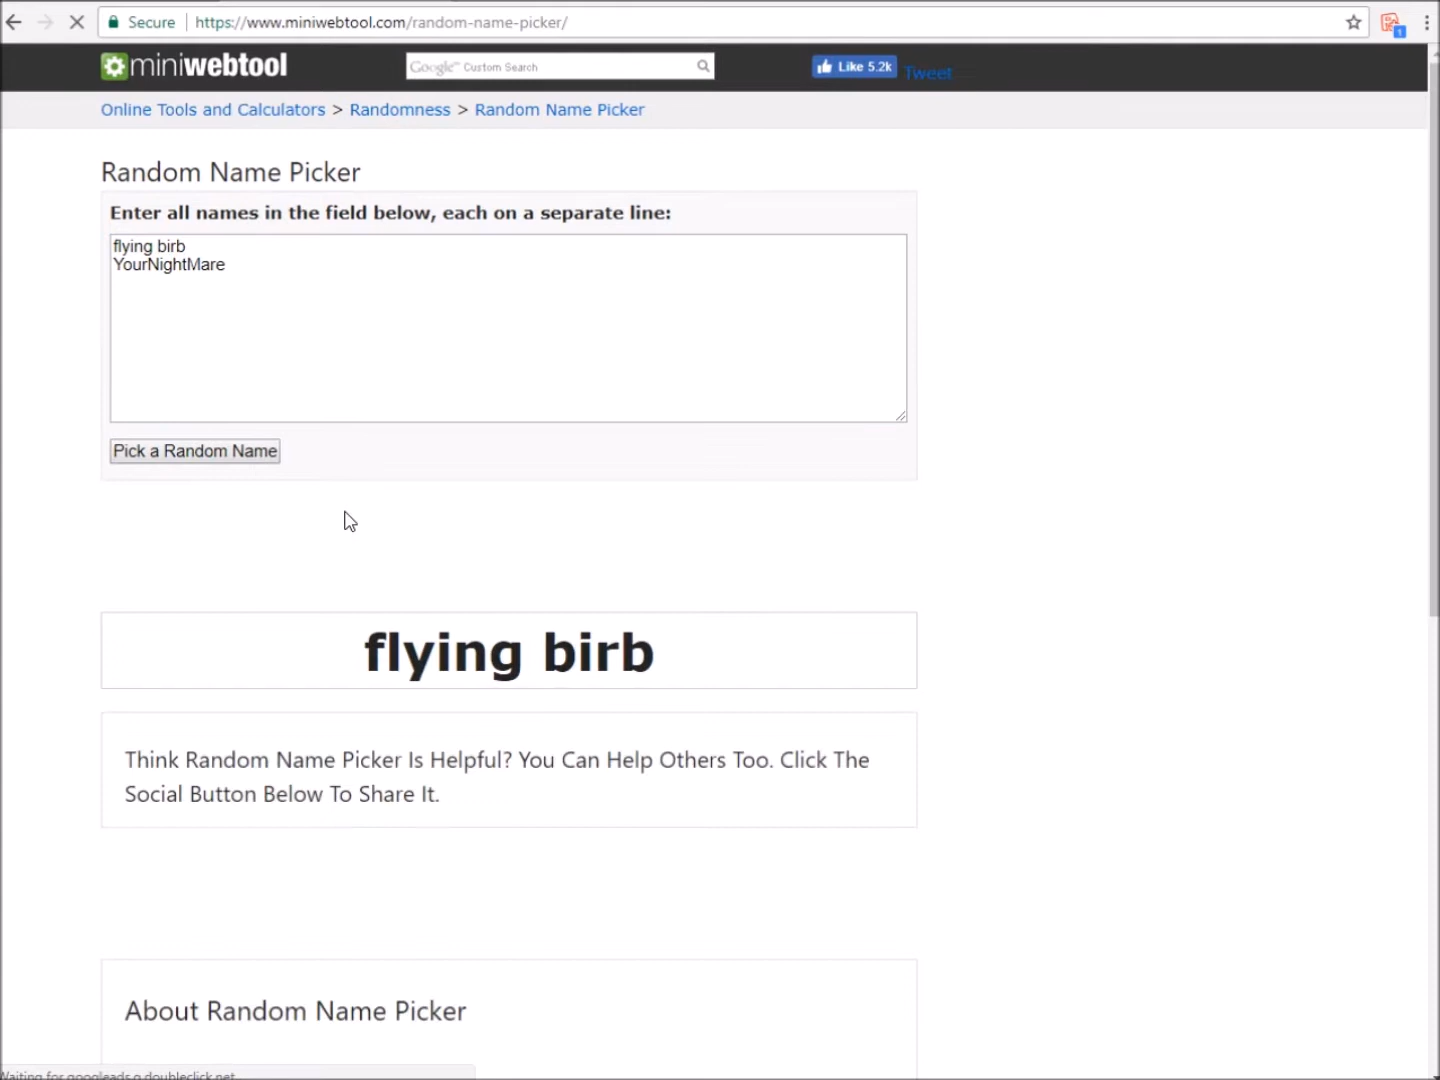 Secure https://www.miniwebtool.com/random-name-picker/
1
miniwebtool
Google™ Custom Search
Like 5.2k
Tweet
Online Tools and Calculators > Randomness > Random Name Picker
Random Name Picker
Enter all names in the field below, each on a separate line:
flying birb
YourNightMare
Pick a Random Name
flying birb
Think Random Name Picker Is Helpful? You Can Help Others Too. Click The
Social Button Below To Share It.
About Random Name Picker
Waiting for googleads.g.doubleclick.net...